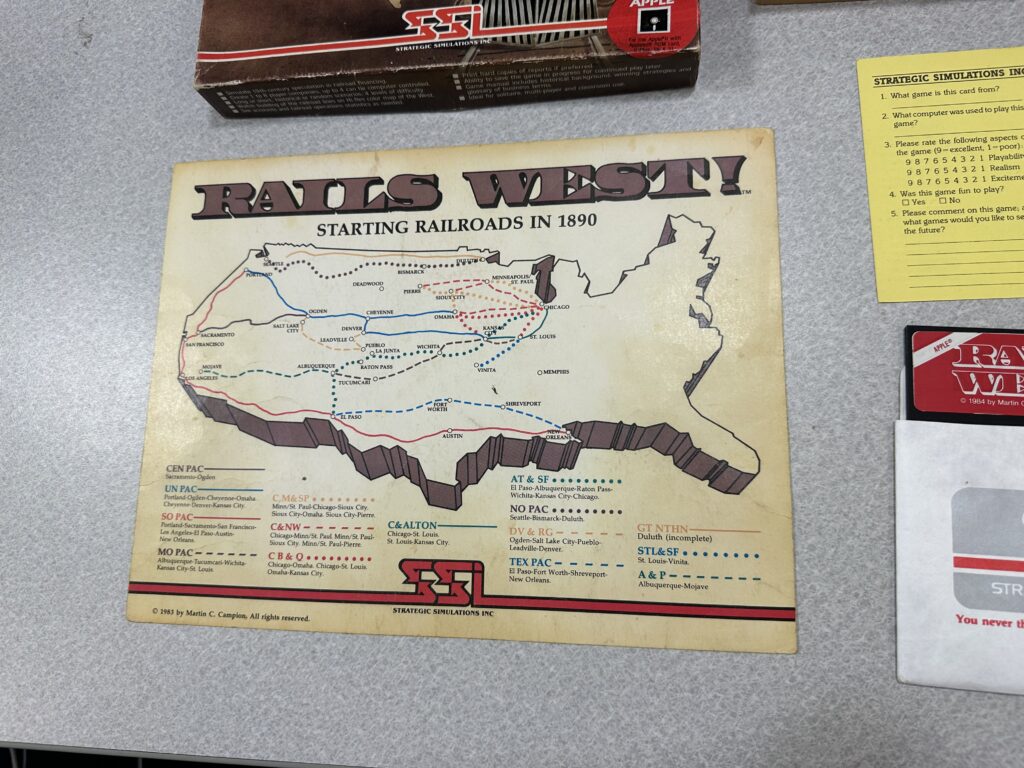 SSI
STRATEGIC SIMULATIONS INC
APPLE
RAILS WEST!™
STARTING RAILROADS IN 1890
SEATTLE
PORTLAND
BISMARCK
DULUTH
DEADWOOD
PIERRE
SIOUX CITY
MINNEAPOLIS/
ST. PAUL
CHICAGO
OGDEN
CHEYENNE
OMAHA
SALT LAKE
CITY
DENVER
KANSAS
CITY
ST. LOUIS
SACRAMENTO
SAN FRANCISCO
LEADVILLE
PUEBLO
LA JUNTA
WICHITA
MOJAVE
LOS ANGELES
ALBUQUERQUE
RATON PASS
TUCUMCARI
VINITA
MEMPHIS
FORT
WORTH
SHREVEPORT
EL PASO
AUSTIN
NEW
ORLEANS
CEN PAC
Sacramento-Ogden
UN PAC
Portland-Ogden-Cheyenne-Omaha
Cheyenne-Denver-Kansas City.
SO PAC
Portland-Sacramento-San Francisco-
Los Angeles-El Paso-Austin-
New Orleans.
MO PAC
Albuquerque-Tucumcari-Wichita-
Kansas City-St. Louis.
C,M&SP
Minn/St. Paul-Chicago-Sioux City.
Sioux City-Omaha. Sioux City-Pierre.
C&NW
Chicago-Minn/St. Paul. Minn/St. Paul-
Sioux City. Minn/St. Paul-Pierre.
C B & Q
Chicago-Omaha. Chicago-St. Louis.
Omaha-Kansas City.
C&ALTON
Chicago-St. Louis.
St. Louis-Kansas City.
AT & SF
El Paso-Albuquerque-Raton Pass-
Wichita-Kansas City-Chicago.
NO PAC
Seattle-Bismarck-Duluth.
DV & RG
Ogden-Salt Lake City-Pueblo-
Leadville-Denver.
TEX PAC
El Paso-Fort Worth-Shreveport-
New Orleans.
GT NTHN
Duluth (incomplete)
STL&SF
St. Louis-Vinita.
A & P
Albuquerque-Mojave
SSI
STRATEGIC SIMULATIONS INC
© 1983 by Martin C. Campion, All rights reserved.
STRATEGIC SIMULATIONS INC
1. What game is this card from?
2. What computer was used to play this
game?
3. Please rate the following aspects
the game (9 – excellent, 1 – poor):
9 8 7 6 5 4 3 2 1 Playability
9 8 7 6 5 4 3 2 1 Realism
9 8 7 6 5 4 3 2 1 Exciteme
4. Was this game fun to play?
☐ Yes ☐ No
5. Please comment on this game;
what games would you like to se
the future?
APPLE®
RA
WE
© 1984 by Martin C
STR
You never th